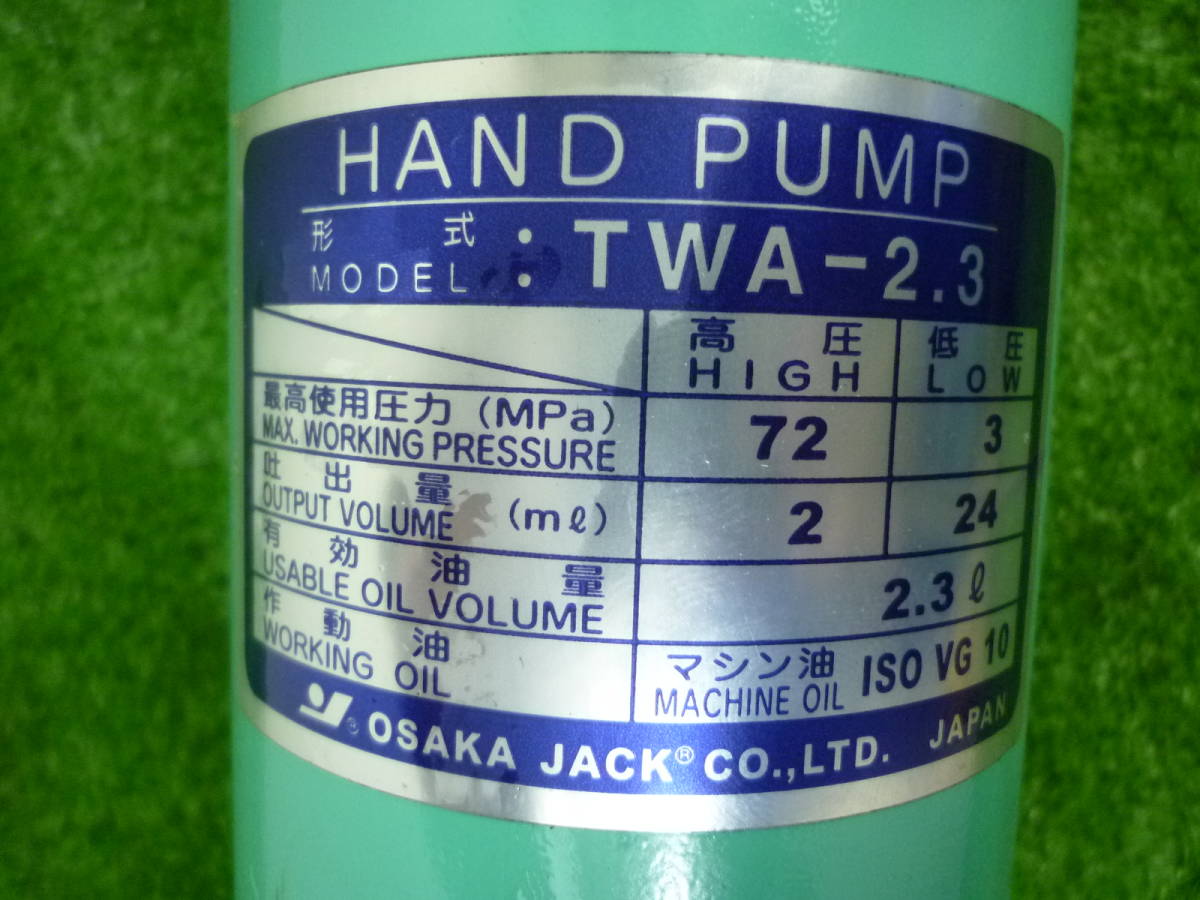 HAND PUMP
形式 : TWA-2.3
MODEL :
高圧 低圧
HIGH LOW
最高使用圧力 (MPa) 72 3
MAX. WORKING PRESSURE
吐出量 (mℓ) 2 24
OUTPUT VOLUME
有効油量 2.3ℓ
USABLE OIL VOLUME
作動油 マシン油 ISO VG 10
WORKING OIL MACHINE OIL
® OSAKA JACK® CO.,LTD. JAPAN